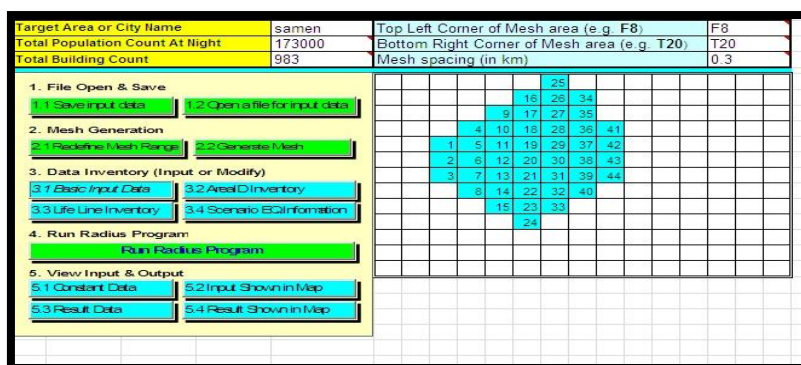 Target Area or City Name samen Top Left Corner of Mesh area (e.g. F8) F8
Total Population Count At Night 173000 Bottom Right Corner of Mesh area (e.g. T20) T20
Total Building Count 983 Mesh spacing (in km) 0.3
1. File Open & Save
1.1 Save input data 1.2 Open a file for input data
2. Mesh Generation
2.1 Redefine Mesh Range 2.2 Generate Mesh
3. Data Inventory (Input or Modify)
3.1 Basic Input Data 3.2 Area ID Inventory
3.3 Life Line Inventory 3.4 Scenario EQ Information
4. Run Radius Program
Run Radius Program
5. View Input & Output
5.1 Constant Data 5.2 Input Shown in Map
5.3 Result Data 5.4 Result Shown in Map
25
16 26 34
9 17 27 35
4 10 18 28 36 41
1 5 11 19 29 37 42
2 6 12 20 30 38 43
3 7 13 21 31 39 44
8 14 22 32 40
15 23 33
24